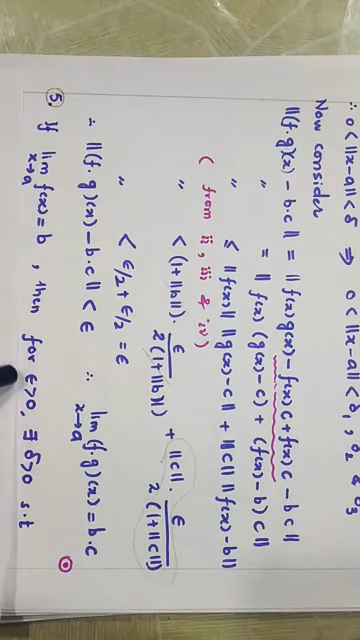 ∴ 0 < ||x-a|| < δ ⇒ 0 < ||x-a|| < δ₁, δ₂ & δ₃
Now consider
||(f.g)(x) - b.c|| = || f(x)g(x) - f(x)c + f(x)c - bc ||
" = || f(x) (g(x)-c) + (f(x)-b) c ||
" ≤ ||f(x)|| ||g(x)-c|| + ||c|| ||f(x)-b||
( from ii, iii & iv )
" < (1+||b||) . ϵ / 2(1+||b||) + ||c|| . ϵ / 2(1+||c||)
" < ϵ/2 + ϵ/2 = ϵ
∴ ||(f.g)(x) - b.c|| < ϵ ∴ lim x→a (f.g)(x) = b.c
5. If lim x→a f(x) = b, then for ϵ>0, ∃ δ>0 s.t